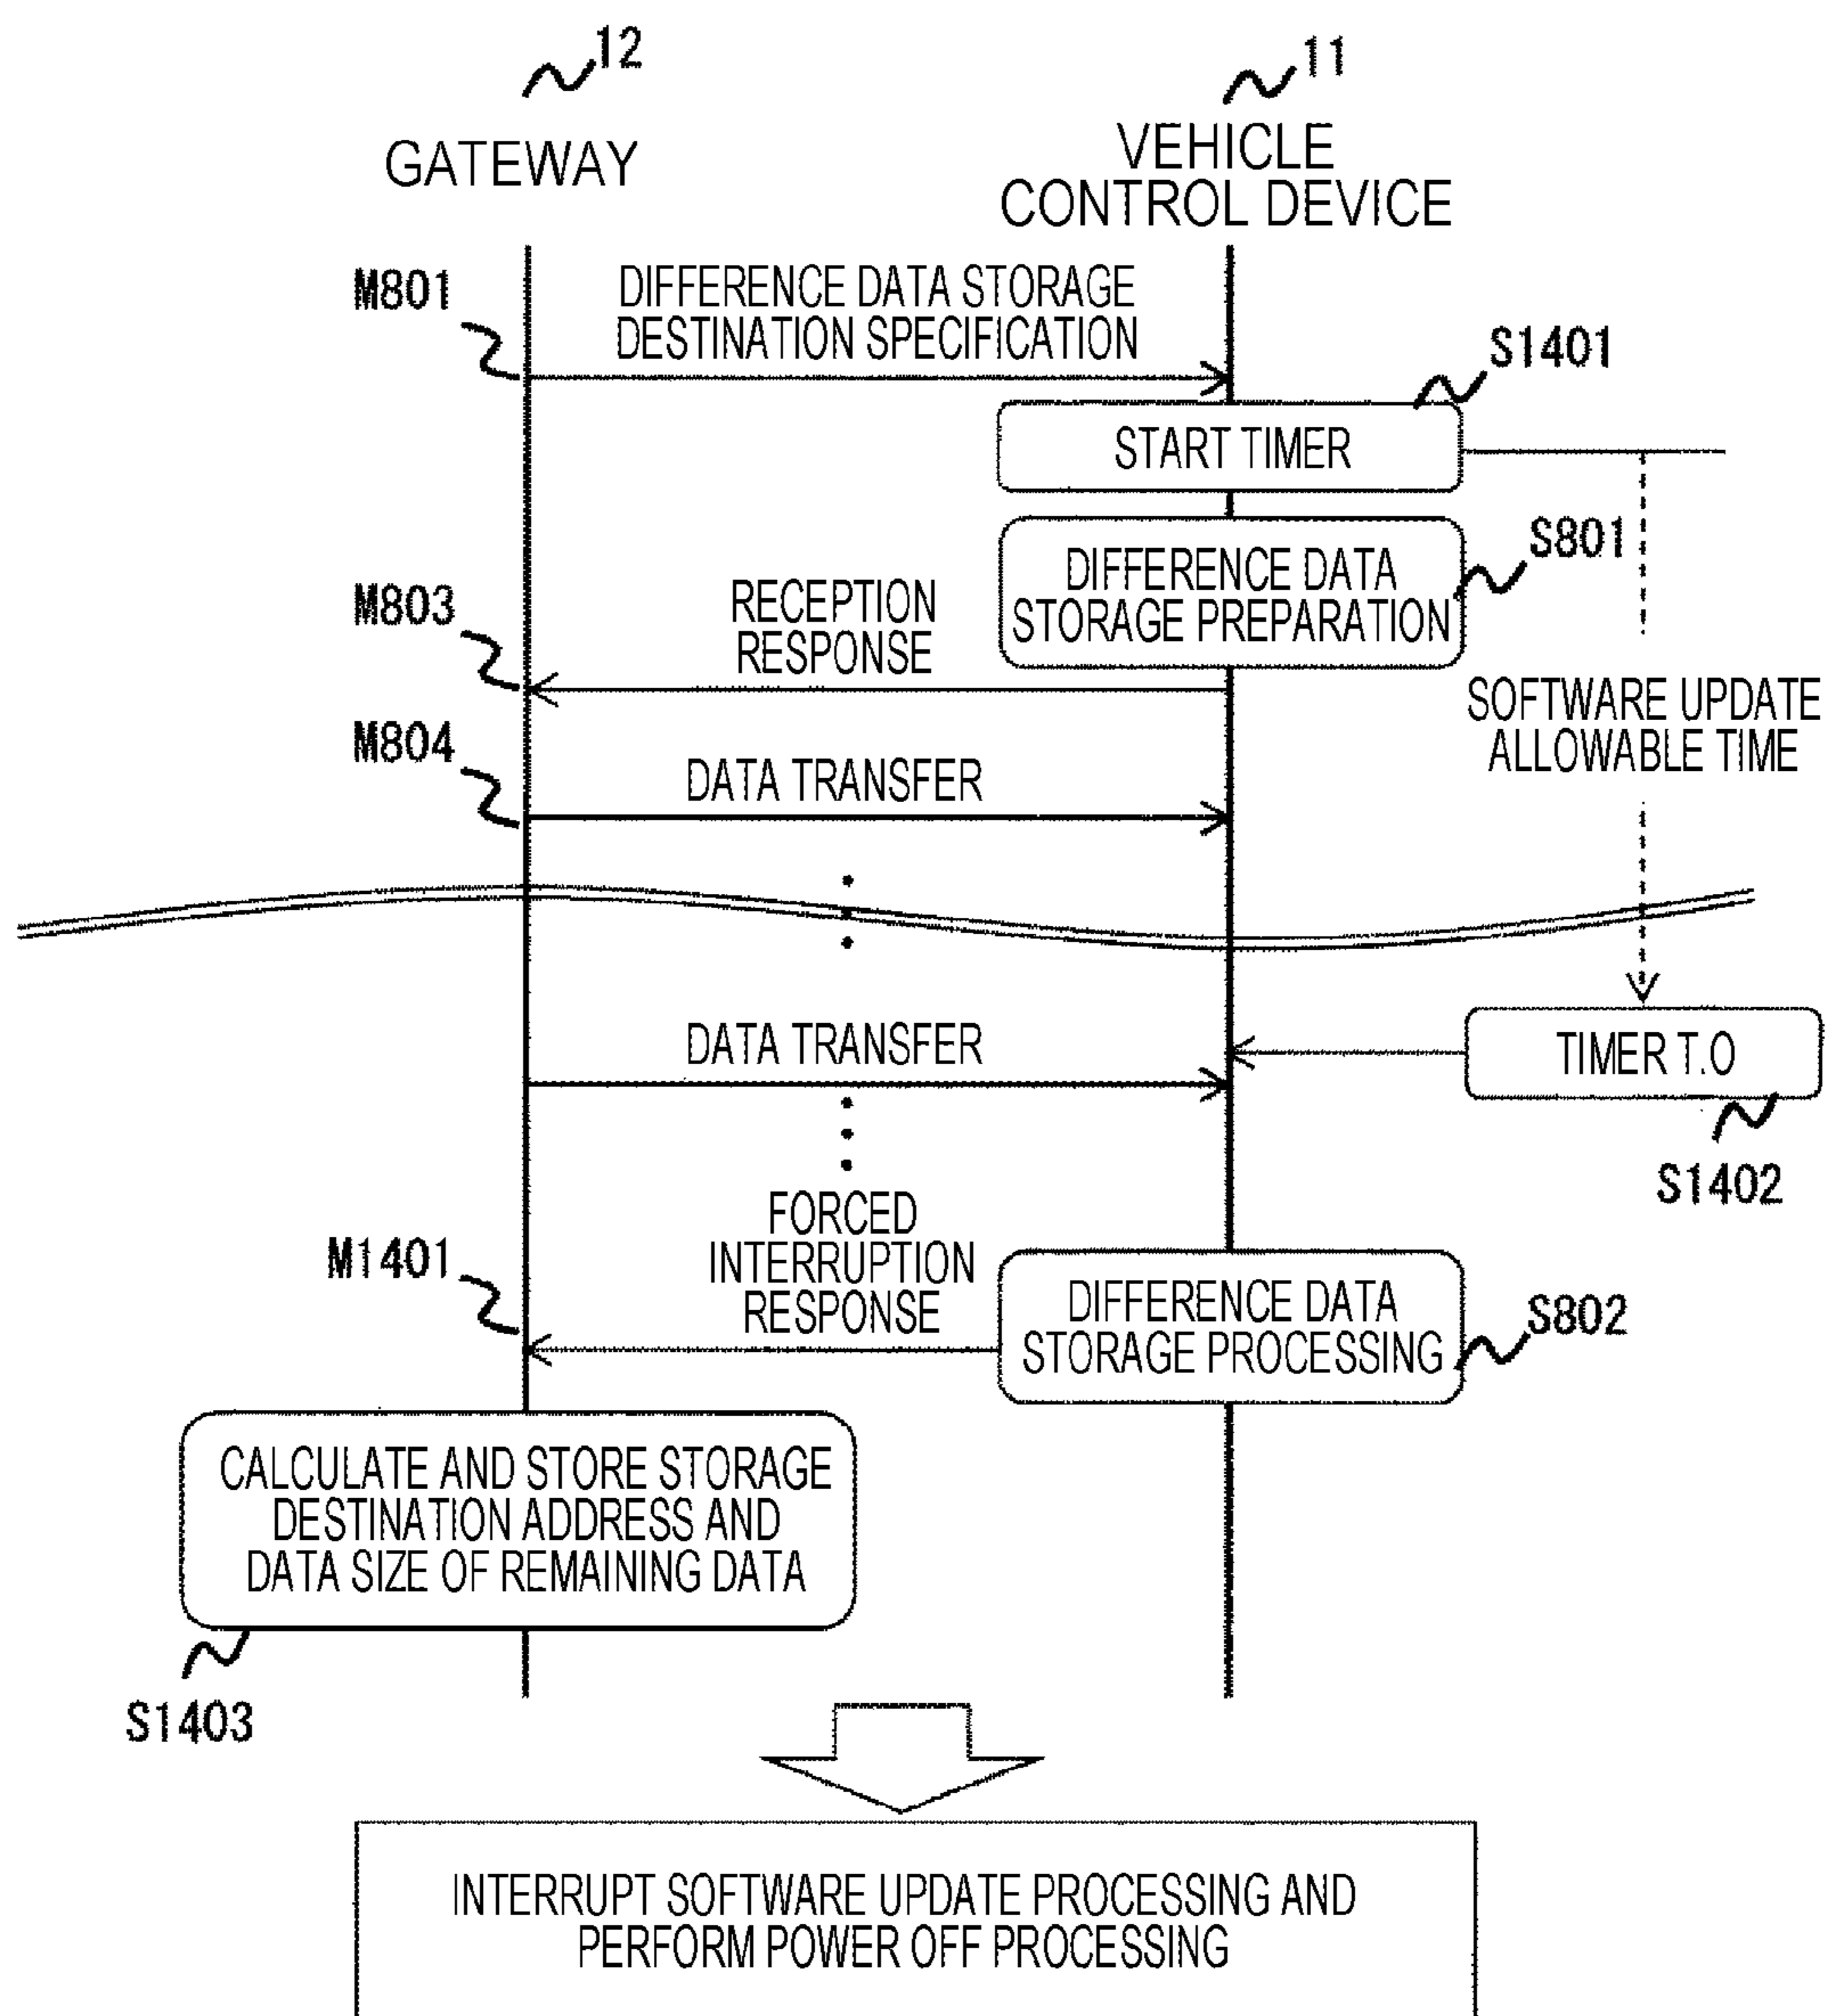 12
11
GATEWAY
VEHICLE
CONTROL DEVICE
M801
DIFFERENCE DATA STORAGE
DESTINATION SPECIFICATION
S1401
START TIMER
S801
DIFFERENCE DATA
STORAGE PREPARATION
M803
RECEPTION
RESPONSE
SOFTWARE UPDATE
ALLOWABLE TIME
M804
DATA TRANSFER
DATA TRANSFER
TIMER T.O
S1402
M1401
FORCED
INTERRUPTION
RESPONSE
DIFFERENCE DATA
STORAGE PROCESSING
S802
CALCULATE AND STORE STORAGE
DESTINATION ADDRESS AND
DATA SIZE OF REMAINING DATA
S1403
INTERRUPT SOFTWARE UPDATE PROCESSING AND
PERFORM POWER OFF PROCESSING